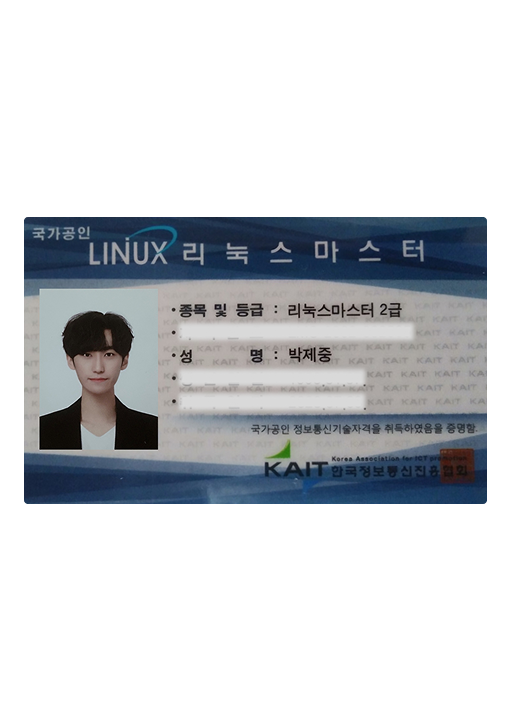 국가공인
LINUX 리눅스마스터
• 종목 및 등급 : 리눅스마스터 2급
• 성 명 : 박제중
국가공인 정보통신기술자격을 취득하였음을 증명함
KAIT Korea Association for ICT promotion
한국정보통신진흥협회